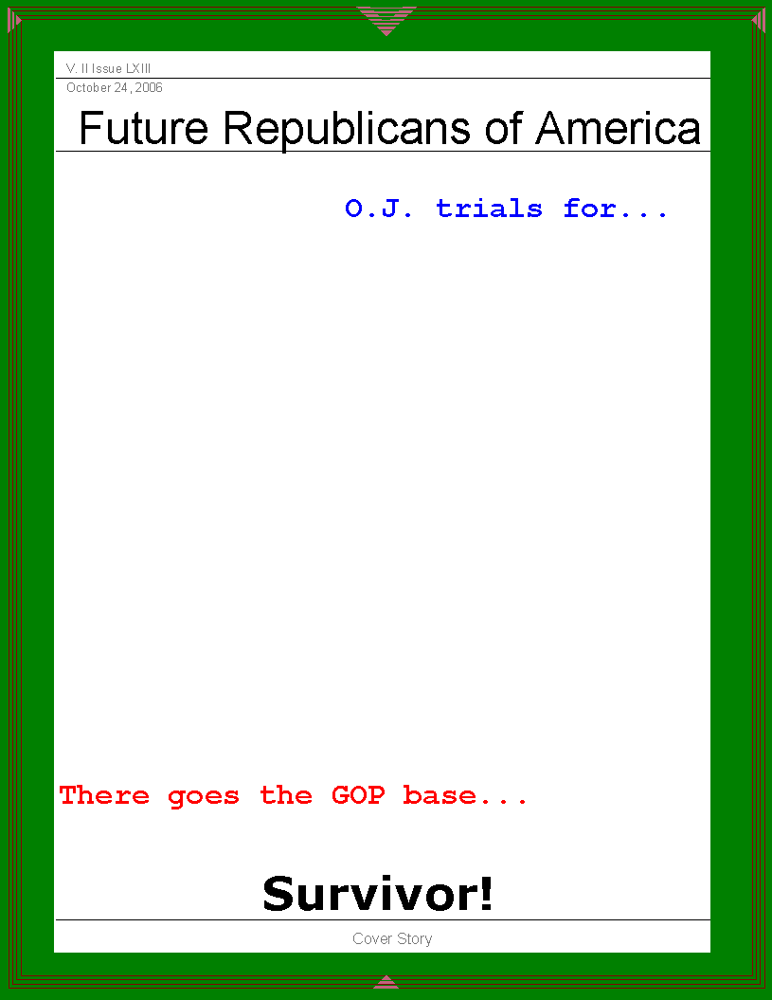 V. II Issue LXIII
October 24, 2006
Future Republicans of America
O.J. trials for...
There goes the GOP base...
Survivor!
Cover Story